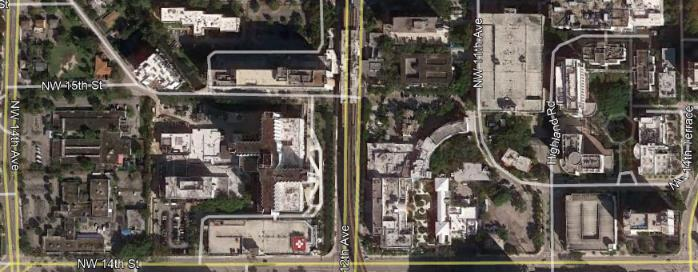 St
NW 15th St
NW 14th Ave
NW 11th Ave
Highland Rd
NW 14th Terrace
12th Ave
NW 14th St